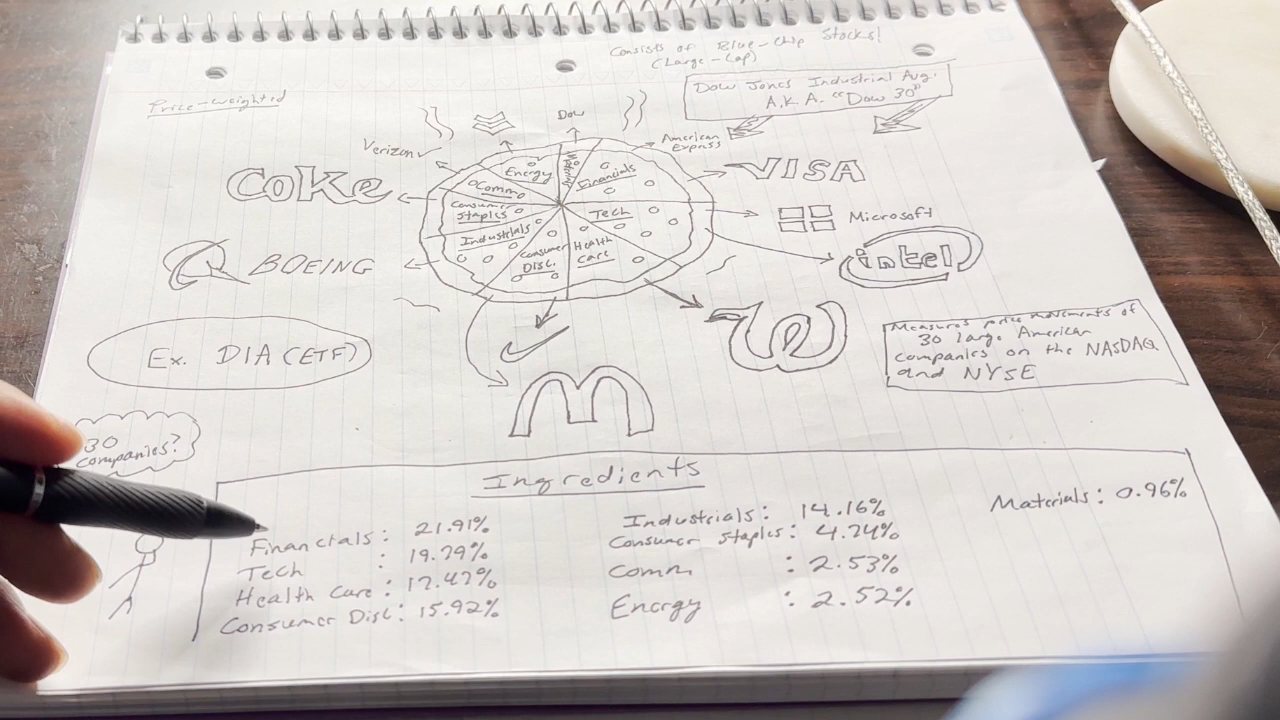 Consists of Blue-Chip Stocks!
(Large-Cap)
Price-weighted
Dow Jones Industrial Avg.
A.K.A. "Dow 30"
Dow
Verizon
American
Express
Coke
VISA
Microsoft
intel
BOEING
Energy
Financials
Comm
Consumer
Staples
Tech
Industrials
Consumer
Disc.
Health
Care
Ex. DIA (ETF)
Measures price movements of
30 large American
companies on the NASDAQ
and NYSE
30
companies?
Ingredients
Financials: 21.91%
Tech : 19.79%
Health Care: 17.47%
Consumer Disc: 15.92%
Industrials: 14.16%
Consumer Staples: 4.74%
Comm : 2.53%
Energy : 2.52%
Materials: 0.96%